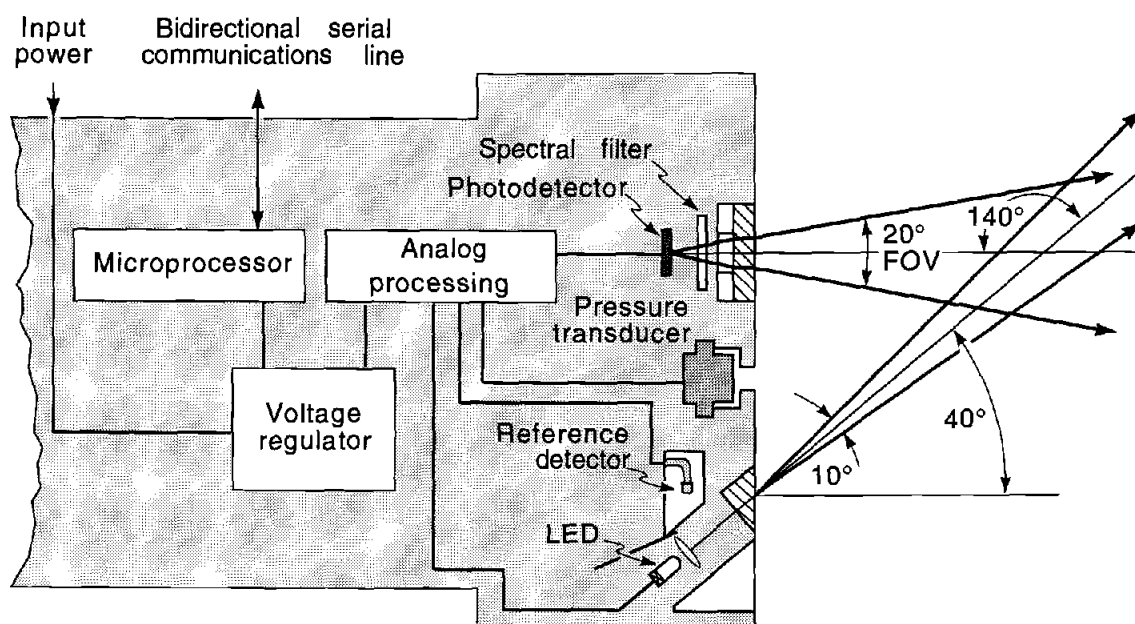 Input
power
Bidirectional serial
communications line
Spectral filter
Photodetector
140°
20°
FOV
Microprocessor
Analog
processing
Pressure
transducer
Voltage
regulator
40°
Reference
detector
10°
LED